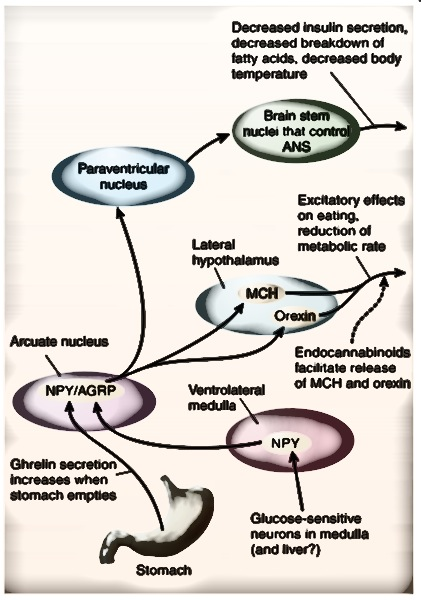 Decreased insulin secretion,
decreased breakdown of
fatty acids, decreased body
temperature
Brain stem
nuclei that control
ANS
Paraventricular
nucleus
Excitatory effects
on eating,
reduction of
metabolic rate
Lateral
hypothalamus
MCH
Orexin
Arcuate nucleus
Endocannabinoids
facilitate release
of MCH and orexin
NPY/AGRP
Ventrolateral
medulla
NPY
Ghrelin secretion
increases when
stomach empties
Glucose-sensitive
neurons in medulla
(and liver?)
Stomach